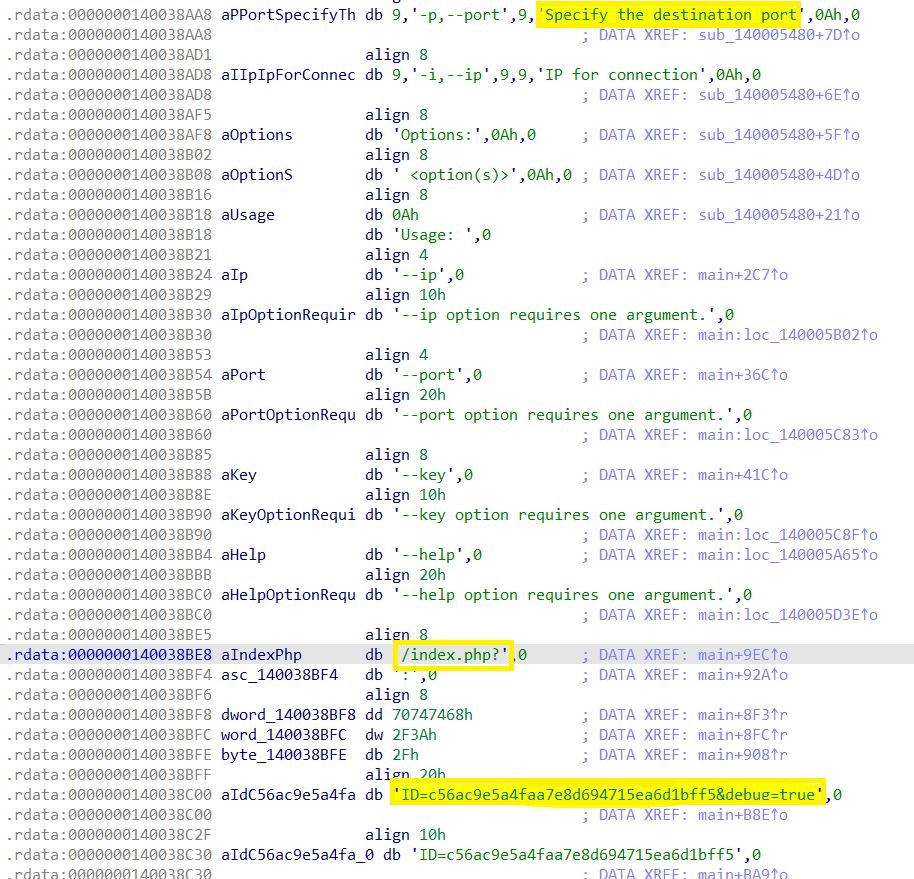 .rdata:0000000140038AA8 aPPortSpecifyTh db 9,'-p,--port',9,'Specify the destination port',0Ah,0
.rdata:0000000140038AA8 ; DATA XREF: sub_140005480+7D↑o
.rdata:0000000140038AD1 align 8
.rdata:0000000140038AD8 aIIpIpForConnec db 9,'-i,--ip',9,9,'IP for connection',0Ah,0
.rdata:0000000140038AD8 ; DATA XREF: sub_140005480+6E↑o
.rdata:0000000140038AF5 align 8
.rdata:0000000140038AF8 aOptions db 'Options:',0Ah,0 ; DATA XREF: sub_140005480+5F↑o
.rdata:0000000140038B02 align 8
.rdata:0000000140038B08 aOptionS db ' <option(s)>',0Ah,0 ; DATA XREF: sub_140005480+4D↑o
.rdata:0000000140038B16 align 8
.rdata:0000000140038B18 aUsage db 0Ah ; DATA XREF: sub_140005480+21↑o
.rdata:0000000140038B18 db 'Usage: ',0
.rdata:0000000140038B21 align 4
.rdata:0000000140038B24 aIp db '--ip',0 ; DATA XREF: main+2C7↑o
.rdata:0000000140038B29 align 10h
.rdata:0000000140038B30 aIpOptionRequir db '--ip option requires one argument.',0
.rdata:0000000140038B30 ; DATA XREF: main:loc_140005B02↑o
.rdata:0000000140038B53 align 4
.rdata:0000000140038B54 aPort db '--port',0 ; DATA XREF: main+36C↑o
.rdata:0000000140038B5B align 20h
.rdata:0000000140038B60 aPortOptionRequ db '--port option requires one argument.',0
.rdata:0000000140038B60 ; DATA XREF: main:loc_140005C83↑o
.rdata:0000000140038B85 align 8
.rdata:0000000140038B88 aKey db '--key',0 ; DATA XREF: main+41C↑o
.rdata:0000000140038B8E align 10h
.rdata:0000000140038B90 aKeyOptionRequi db '--key option requires one argument.',0
.rdata:0000000140038B90 ; DATA XREF: main:loc_140005C8F↑o
.rdata:0000000140038BB4 aHelp db '--help',0 ; DATA XREF: main:loc_140005A65↑o
.rdata:0000000140038BBB align 20h
.rdata:0000000140038BC0 aHelpOptionRequ db '--help option requires one argument.',0
.rdata:0000000140038BC0 ; DATA XREF: main:loc_140005D3E↑o
.rdata:0000000140038BE5 align 8
.rdata:0000000140038BE8 aIndexPhp db '/index.php?',0 ; DATA XREF: main+9EC↑o
.rdata:0000000140038BF4 asc_140038BF4 db ':',0 ; DATA XREF: main+92A↑o
.rdata:0000000140038BF6 align 8
.rdata:0000000140038BF8 dword_140038BF8 dd 70747468h ; DATA XREF: main+8F3↑r
.rdata:0000000140038BFC word_140038BFC dw 2F3Ah ; DATA XREF: main+8FC↑r
.rdata:0000000140038BFE byte_140038BFE db 2Fh ; DATA XREF: main+908↑r
.rdata:0000000140038BFF align 20h
.rdata:0000000140038C00 aIdC56ac9e5a4fa db 'ID=c56ac9e5a4faa7e8d694715ea6d1bff5&debug=true',0
.rdata:0000000140038C00 ; DATA XREF: main+B8E↑o
.rdata:0000000140038C2F align 10h
.rdata:0000000140038C30 aIdC56ac9e5a4fa_0 db 'ID=c56ac9e5a4faa7e8d694715ea6d1bff5',0
.rdata:0000000140038C30 ; DATA XREF: main+BA9↑o